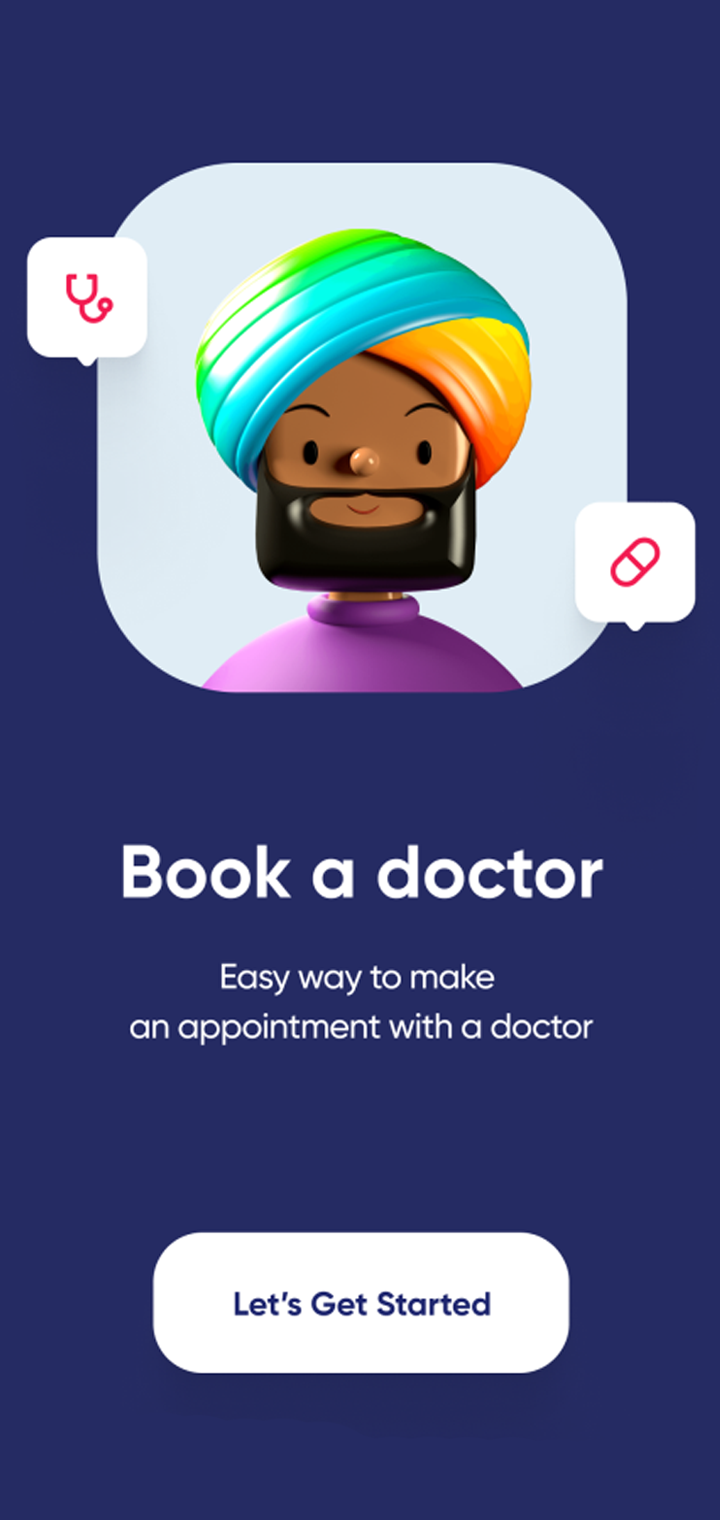 Book a doctor
Easy way to make
an appointment with a doctor
Let’s Get Started